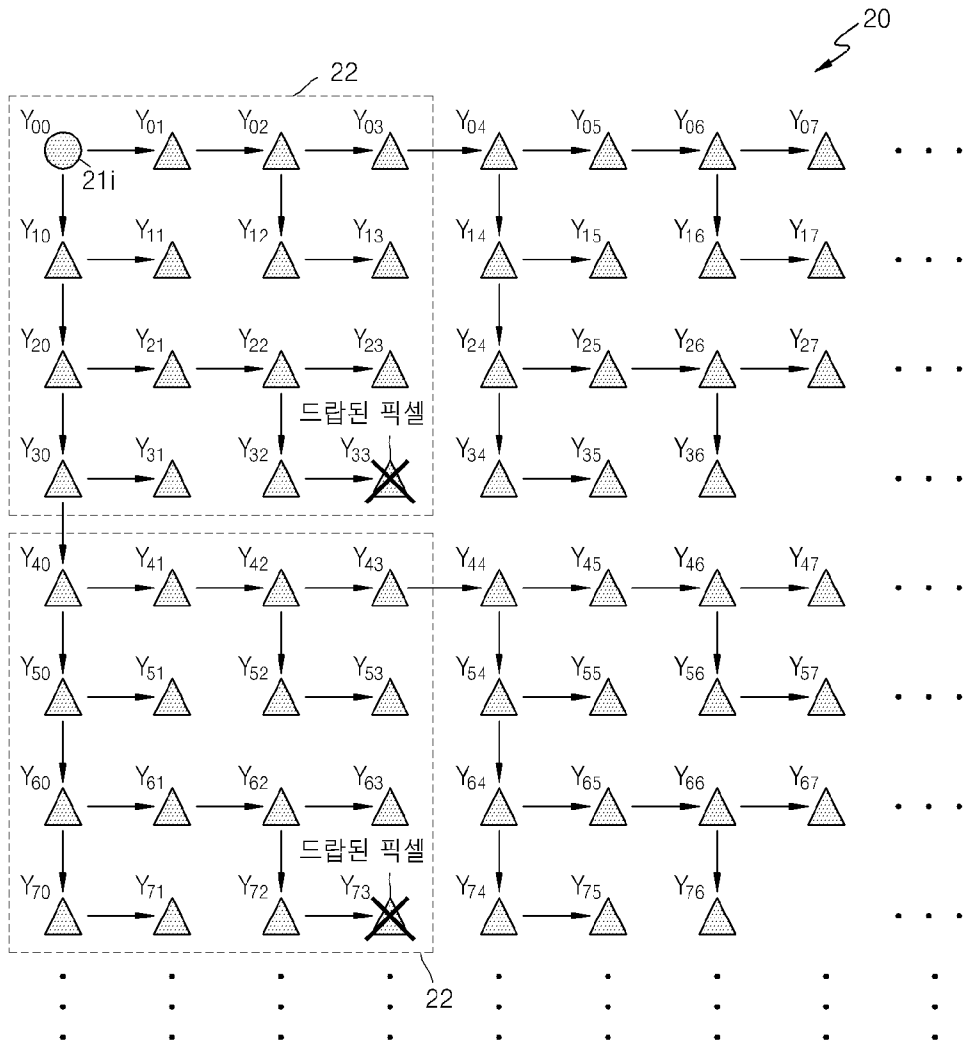 20
22
Y00 Y01 Y02 Y03 Y04 Y05 Y06 Y07
21i
Y10 Y11 Y12 Y13 Y14 Y15 Y16 Y17
Y20 Y21 Y22 Y23 Y24 Y25 Y26 Y27
드랍된 픽셀
Y30 Y31 Y32 Y33 Y34 Y35 Y36
Y40 Y41 Y42 Y43 Y44 Y45 Y46 Y47
Y50 Y51 Y52 Y53 Y54 Y55 Y56 Y57
Y60 Y61 Y62 Y63 Y64 Y65 Y66 Y67
드랍된 픽셀
Y70 Y71 Y72 Y73 Y74 Y75 Y76
22